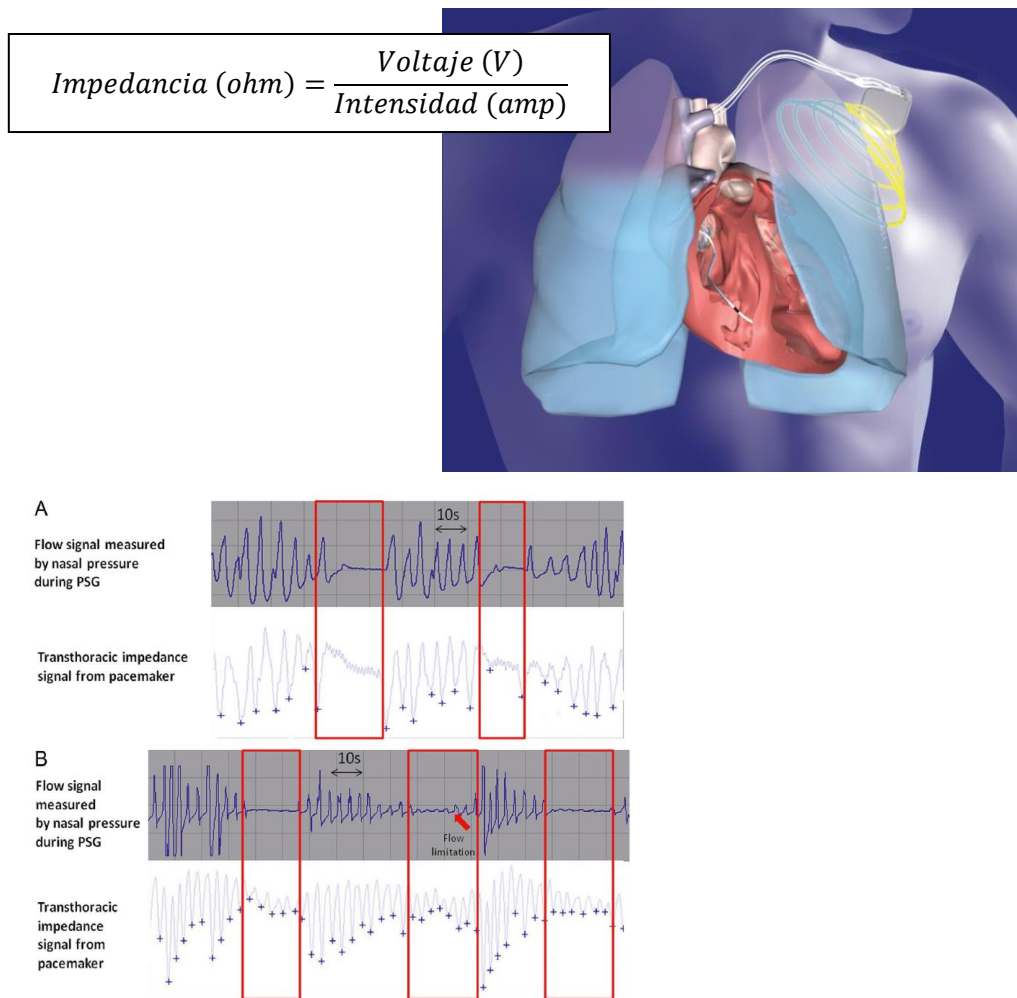 Impedancia (ohm) = Voltaje (V) / Intensidad (amp)
A
Flow signal measured
by nasal pressure
during PSG
10s
Transthoracic impedance
signal from pacemaker
B
Flow signal
measured
by nasal pressure
during PSG
10s
Flow
limitation
Transthoracic
impedance
signal from
pacemaker